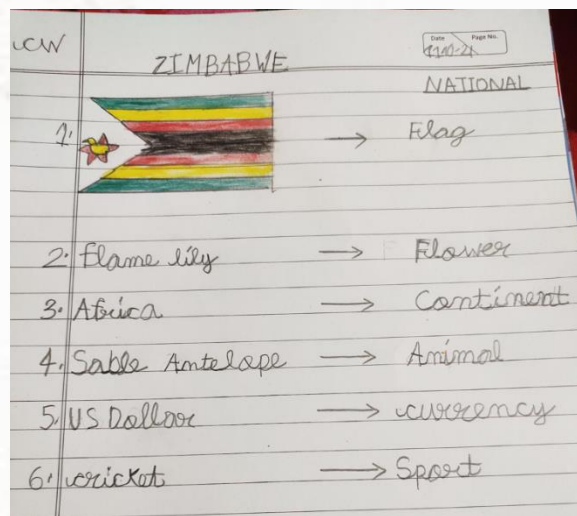 CW
Date
Page No.
ZIMBABWE
NATIONAL
1. → Flag
2. Flame lily → Flower
3. Africa → Continent
4. Sable Antelope → Animal
5. US Dollar → currency
6. cricket → Sport